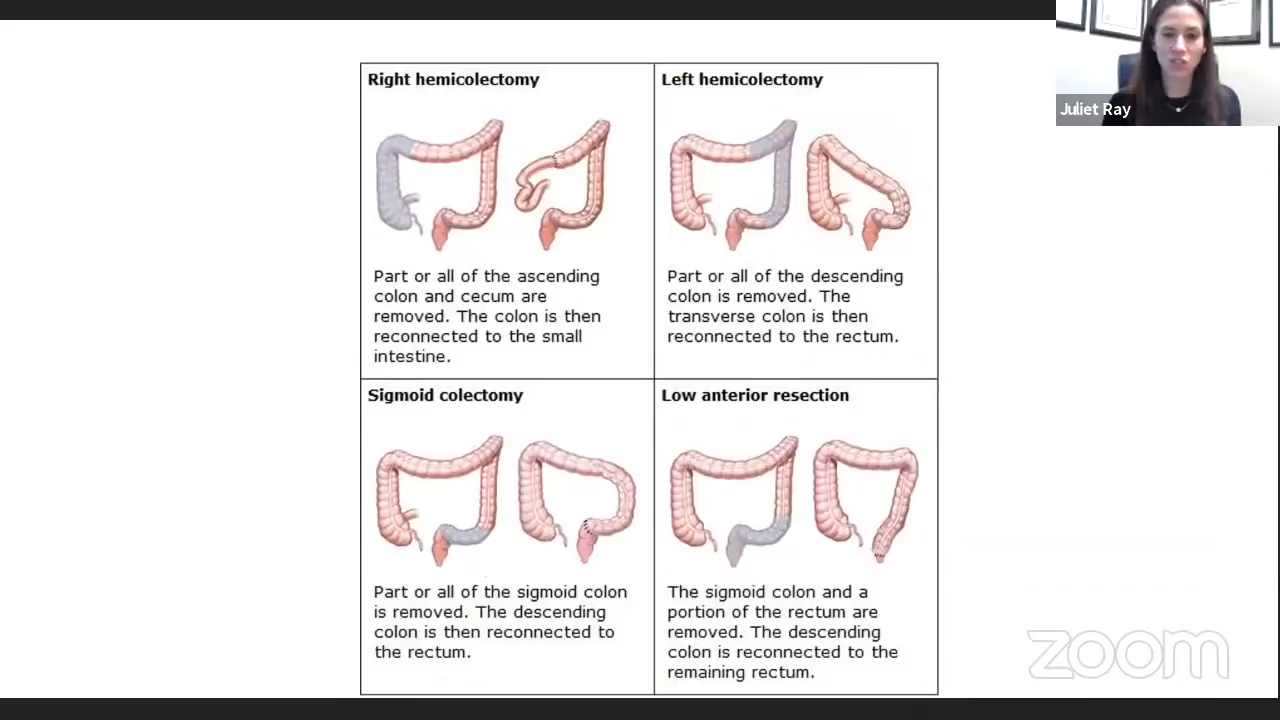 Juliet Ray
Right hemicolectomy
Part or all of the ascending
colon and cecum are
removed. The colon is then
reconnected to the small
intestine.
Left hemicolectomy
Part or all of the descending
colon is removed. The
transverse colon is then
reconnected to the rectum.
Sigmoid colectomy
Part or all of the sigmoid colon
is removed. The descending
colon is then reconnected to
the rectum.
Low anterior resection
The sigmoid colon and a
portion of the rectum are
removed. The descending
colon is reconnected to the
remaining rectum.
zoom